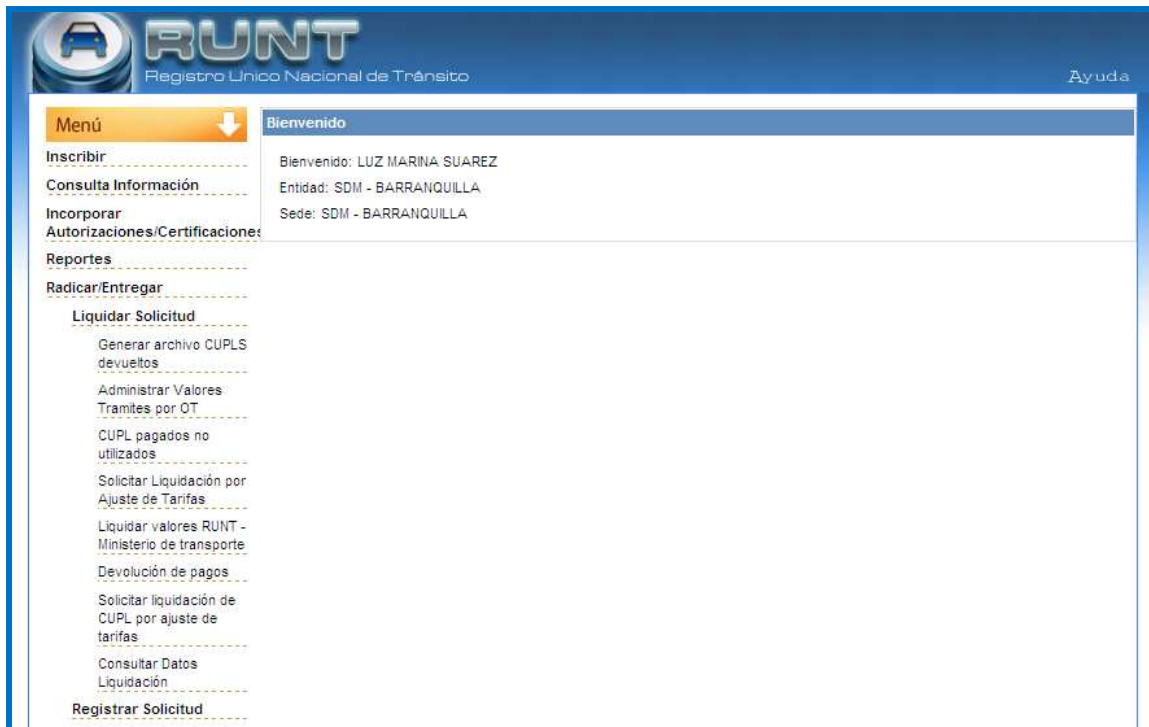 RUNT
Registro Unico Nacional de Tránsito
Ayuda
Menú
Inscribir
Consulta Información
Incorporar
Autorizaciones/Certificaciones
Reportes
Radicar/Entregar
Liquidar Solicitud
Generar archivo CUPLS
devueltos
Administrar Valores
Tramites por OT
CUPL pagados no
utilizados
Solicitar Liquidación por
Ajuste de Tarifas
Liquidar valores RUNT -
Ministerio de transporte
Devolución de pagos
Solicitar liquidación de
CUPL por ajuste de
tarifas
Consultar Datos
Liquidación
Registrar Solicitud
Bienvenido
Bienvenido: LUZ MARINA SUAREZ
Entidad: SDM - BARRANQUILLA
Sede: SDM - BARRANQUILLA